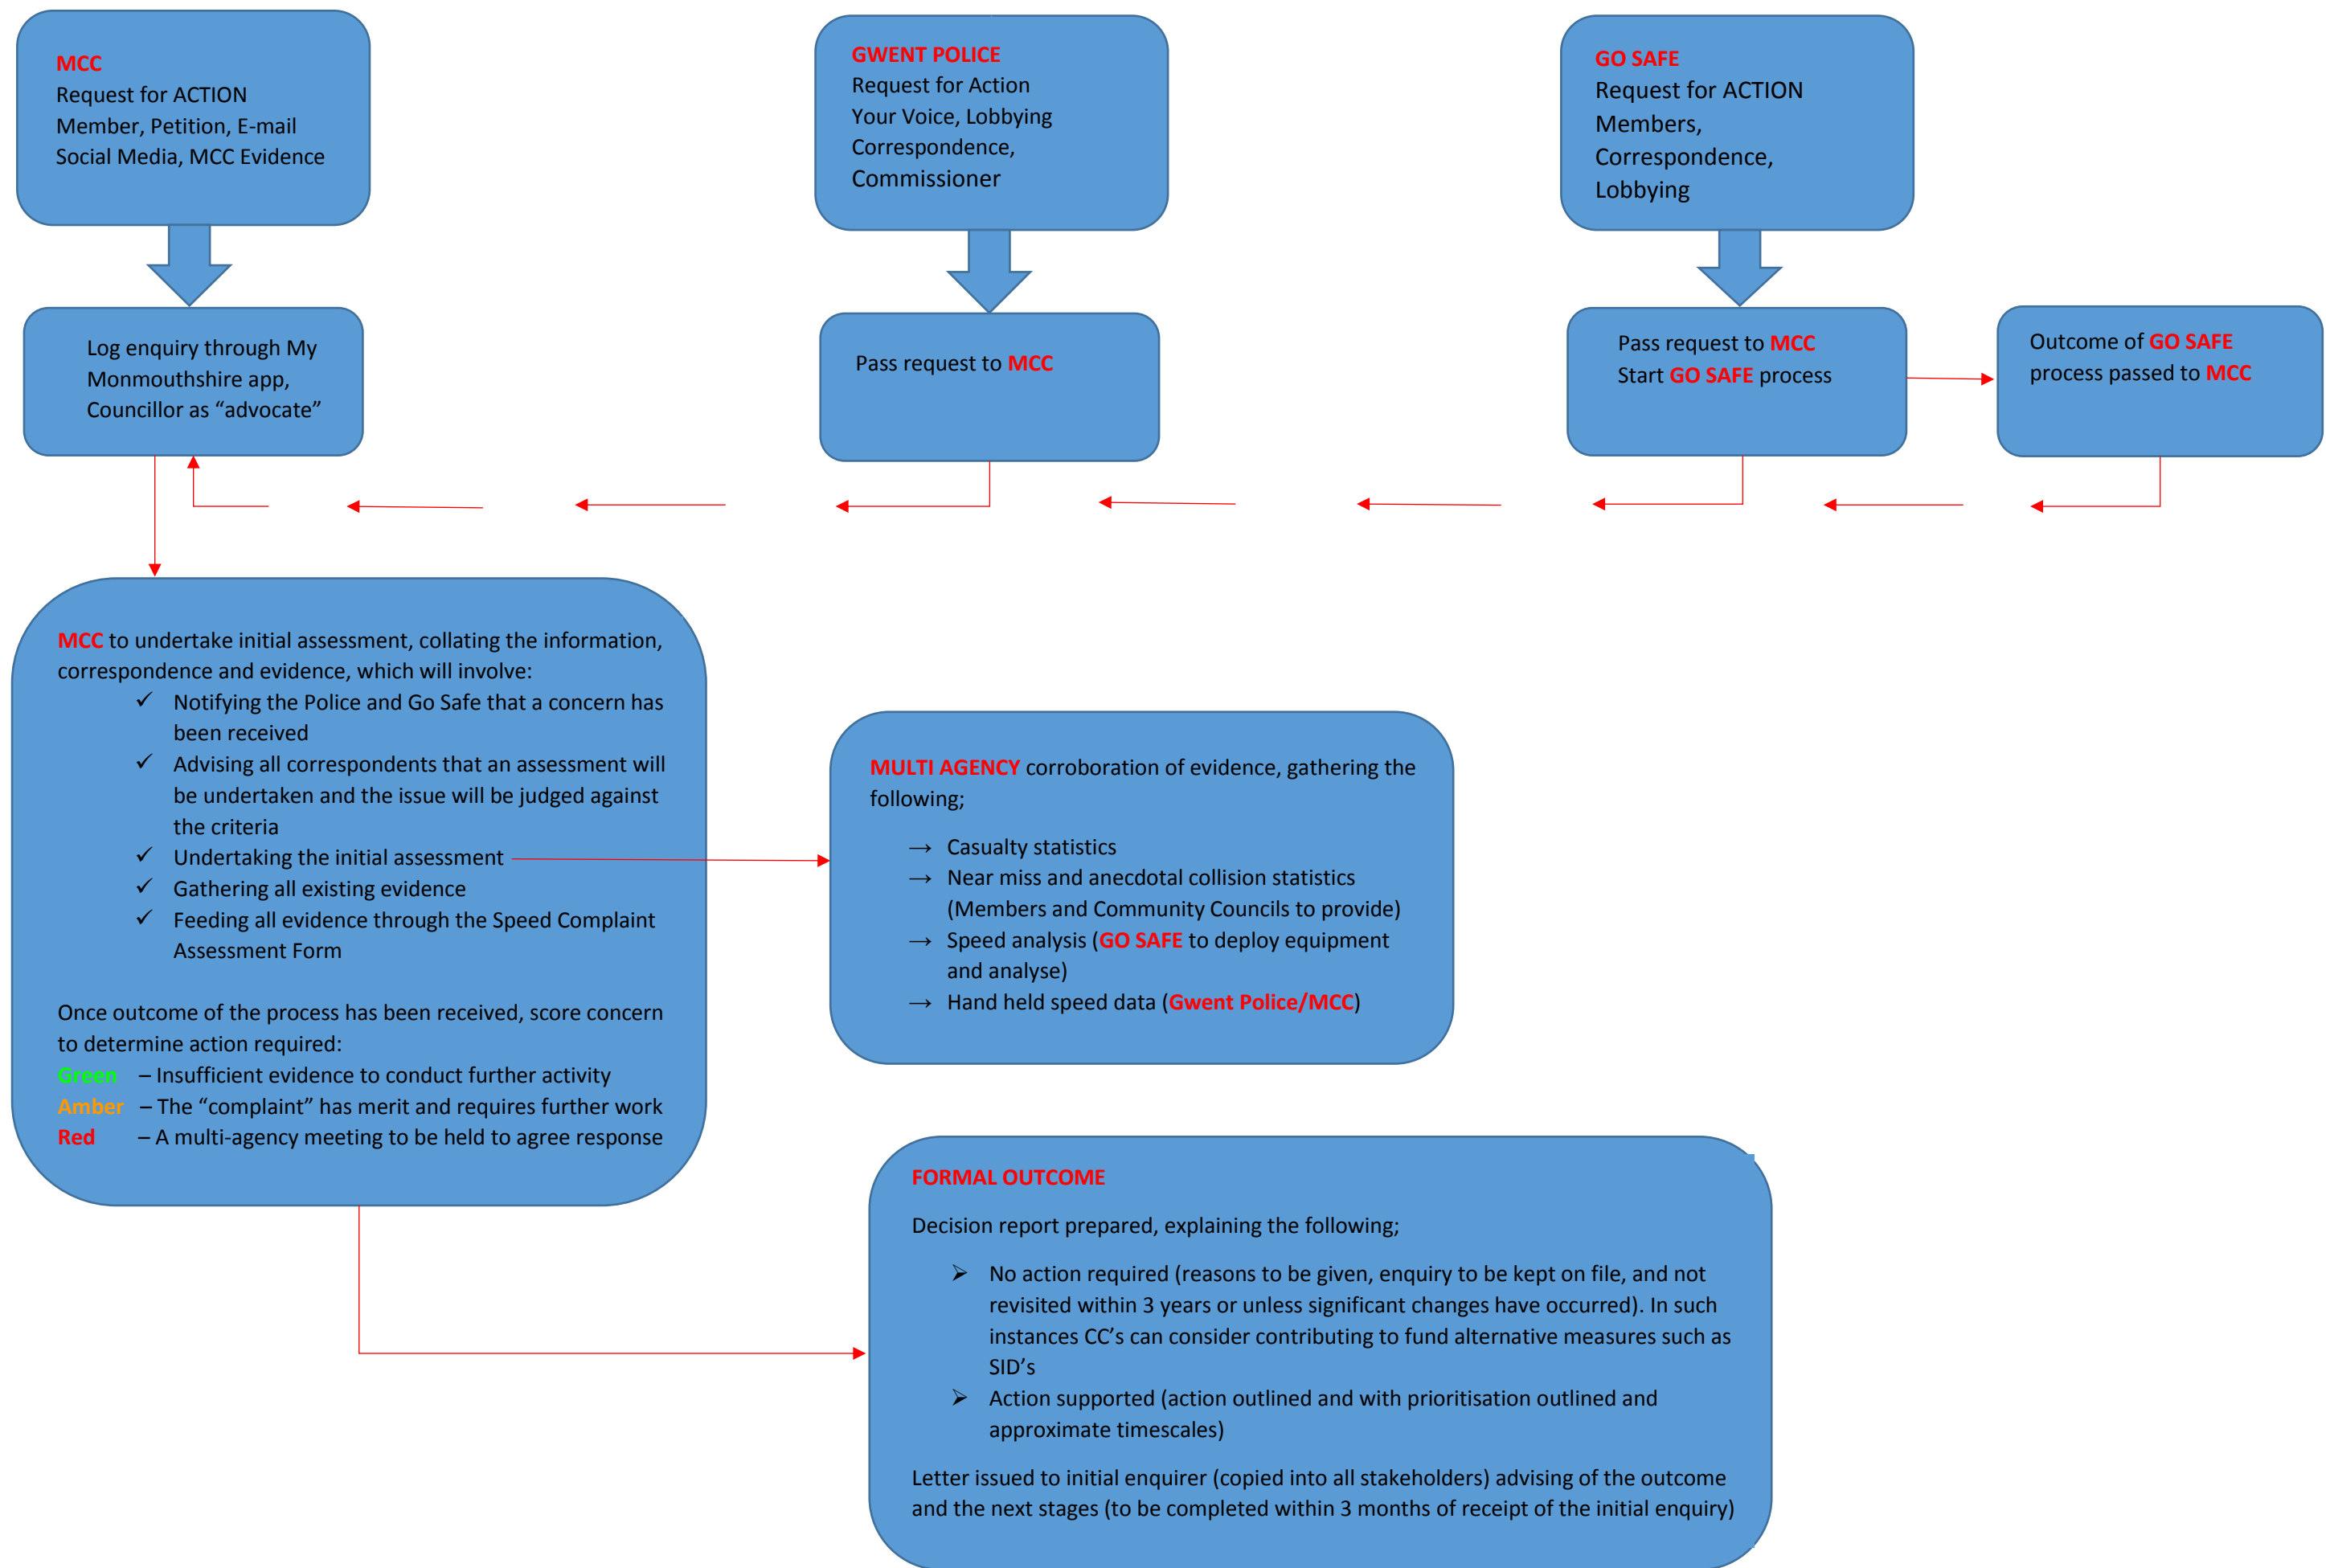 MCC
Request for ACTION
Member, Petition, E-mail
Social Media, MCC Evidence
GWENT POLICE
Request for Action
Your Voice, Lobbying
Correspondence,
Commissioner
GO SAFE
Request for ACTION
Members,
Correspondence,
Lobbying
Log enquiry through My
Monmouthshire app,
Councillor as “advocate”
Pass request to MCC
Pass request to MCC
Start GO SAFE process
Outcome of GO SAFE
process passed to MCC
MCC to undertake initial assessment, collating the information,
correspondence and evidence, which will involve:
✓ Notifying the Police and Go Safe that a concern has
been received
✓ Advising all correspondents that an assessment will
be undertaken and the issue will be judged against
the criteria
✓ Undertaking the initial assessment
✓ Gathering all existing evidence
✓ Feeding all evidence through the Speed Complaint
Assessment Form
Once outcome of the process has been received, score concern
to determine action required:
Green – Insufficient evidence to conduct further activity
Amber – The “complaint” has merit and requires further work
Red – A multi-agency meeting to be held to agree response
MULTI AGENCY corroboration of evidence, gathering the
following;
→ Casualty statistics
→ Near miss and anecdotal collision statistics
(Members and Community Councils to provide)
→ Speed analysis (GO SAFE to deploy equipment
and analyse)
→ Hand held speed data (Gwent Police/MCC)
FORMAL OUTCOME
Decision report prepared, explaining the following;
➢ No action required (reasons to be given, enquiry to be kept on file, and not
revisited within 3 years or unless significant changes have occurred). In such
instances CC’s can consider contributing to fund alternative measures such as
SID’s
➢ Action supported (action outlined and with prioritisation outlined and
approximate timescales)
Letter issued to initial enquirer (copied into all stakeholders) advising of the outcome
and the next stages (to be completed within 3 months of receipt of the initial enquiry)